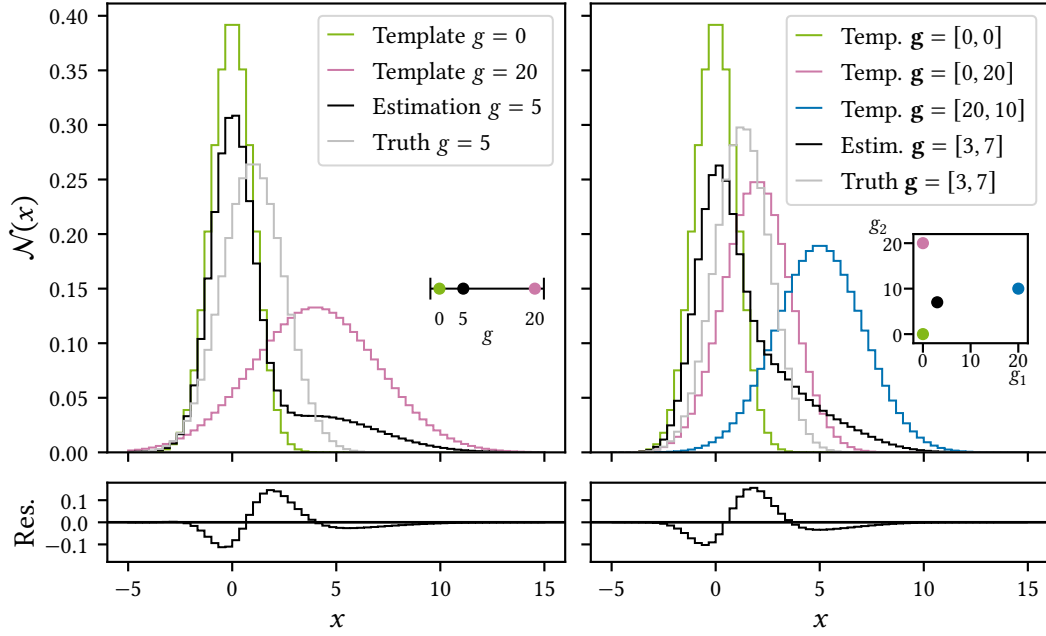 0.40
0.35
0.30
0.25
0.20
0.15
0.10
0.05
0.00
𝒩(x)
Template g = 0
Template g = 20
Estimation g = 5
Truth g = 5
0 5 20
g
Temp. g = [0, 0]
Temp. g = [0, 20]
Temp. g = [20, 10]
Estim. g = [3, 7]
Truth g = [3, 7]
g₂
20
10
0
0 10 20
g₁
0.1
0.0
−0.1
Res.
−5 0 5 10 15
x
−5 0 5 10 15
x